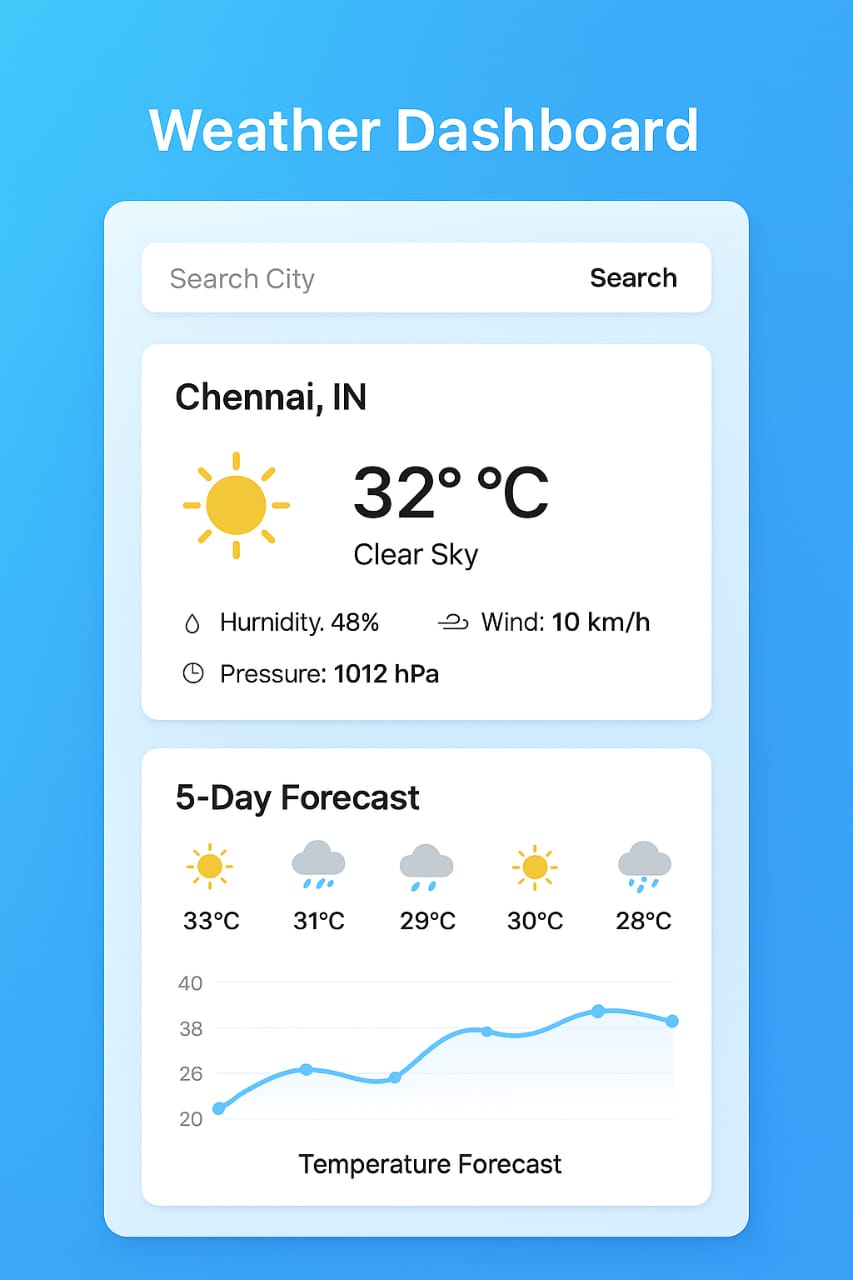 Weather Dashboard
Search City Search
Chennai, IN
32° °C
Clear Sky
Hurnidity. 48% Wind: 10 km/h
Pressure: 1012 hPa
5-Day Forecast
33°C 31°C 29°C 30°C 28°C
40
38
26
20
Temperature Forecast